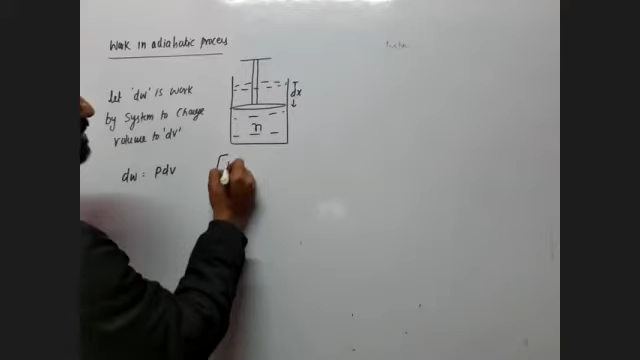 Work in adiabatic process
Let 'dw' is work
by system to change
volume to 'dv'
dw = Pdv
dx
n